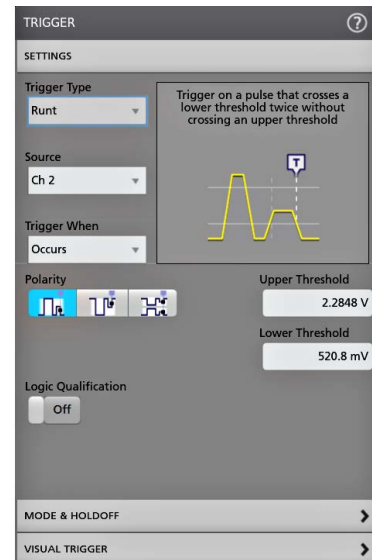 TRIGGER
?
SETTINGS
Trigger Type
Runt
Trigger on a pulse that crosses a
lower threshold twice without
crossing an upper threshold
T
Source
Ch 2
Trigger When
Occurs
Polarity
Upper Threshold
2.2848 V
Lower Threshold
520.8 mV
Logic Qualification
Off
MODE & HOLDOFF
VISUAL TRIGGER